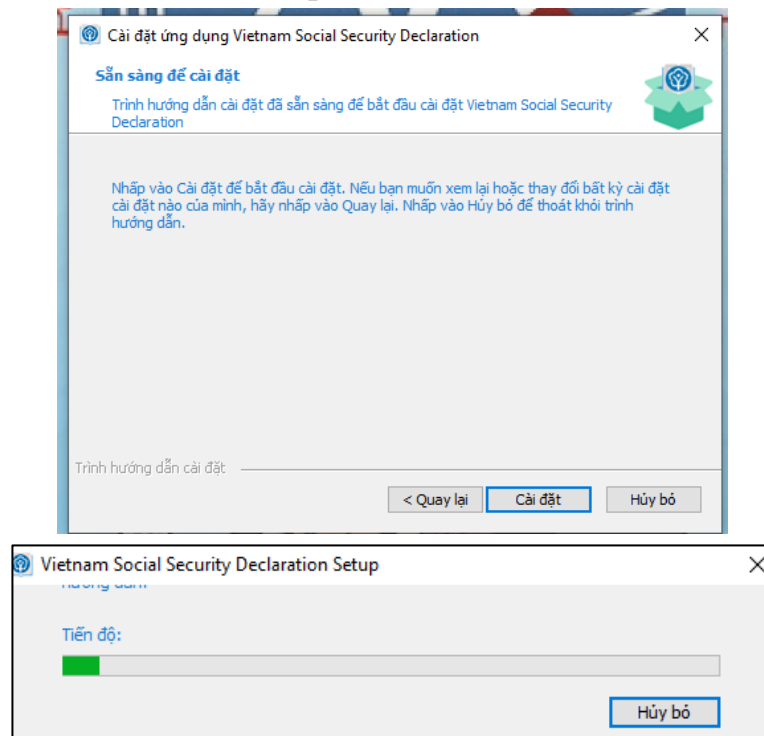 Cài đặt ứng dụng Vietnam Social Security Declaration
Sẵn sàng để cài đặt
Trình hướng dẫn cài đặt đã sẵn sàng để bắt đầu cài đặt Vietnam Social Security
Declaration
Nhấp vào Cài đặt để bắt đầu cài đặt. Nếu bạn muốn xem lại hoặc thay đổi bất kỳ cài đặt
cài đặt nào của mình, hãy nhấp vào Quay lại. Nhấp vào Hủy bỏ để thoát khỏi trình
hướng dẫn.
Trình hướng dẫn cài đặt
< Quay lại Cài đặt Hủy bỏ
Vietnam Social Security Declaration Setup
Tiến độ:
Hủy bỏ